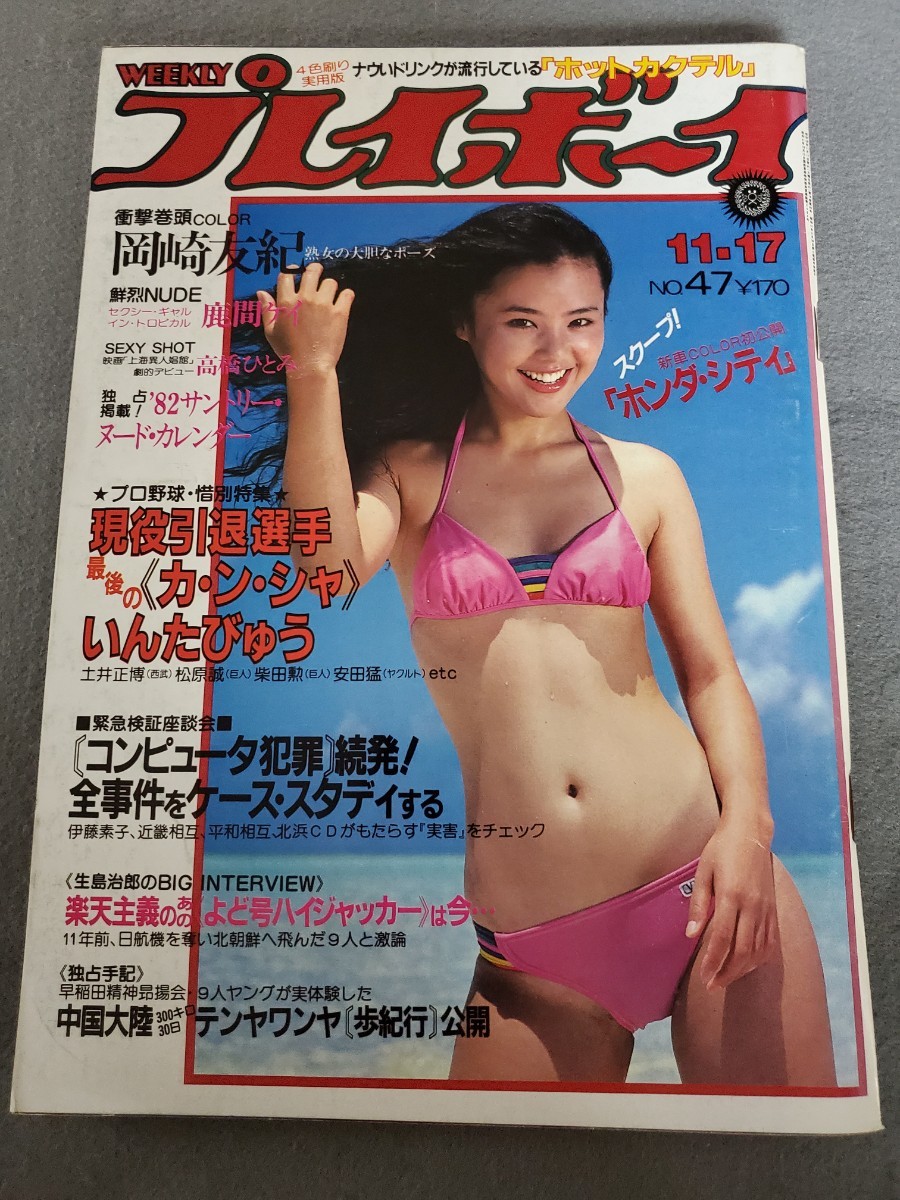 WEEKLY
4色刷り
実用版
ナウいドリンクが流行している「ホットカクテル」
プレイボーイ
11・17
NO.47 ¥170
衝撃巻頭COLOR
岡崎友紀 熟女の大胆なポーズ
鮮烈NUDE
セクシー・ギャル
イン・トロピカル
鹿間ケイ
SEXY SHOT
映画「上海異人娼館」
劇的デビュー
高橋ひとみ
独占
掲載!
'82サントリー・
ヌード・カレンダー
スクープ!
新車COLOR初公開
「ホンダ・シティ」
★プロ野球・惜別特集★
現役引退選手
最後の《カ・ン・シャ》
いんたびゅう
土井正博(西武) 松原誠(巨人) 柴田勲(巨人) 安田猛(ヤクルト) etc
■緊急検証座談会■
〔コンピュータ犯罪〕続発!
全事件をケース・スタディする
伊藤素子、近畿相互、平和相互、北浜CDがもたらす『実害』をチェック
《生島治郎のBIG INTERVIEW》
楽天主義のあの《よど号ハイジャッカー》は今…
11年前、日航機を奪い北朝鮮へ飛んだ9人と激論
《独占手記》
早稲田精神昂揚会・9人ヤングが実体験した
中国大陸300キロ30日テンヤワンヤ〔歩紀行〕公開